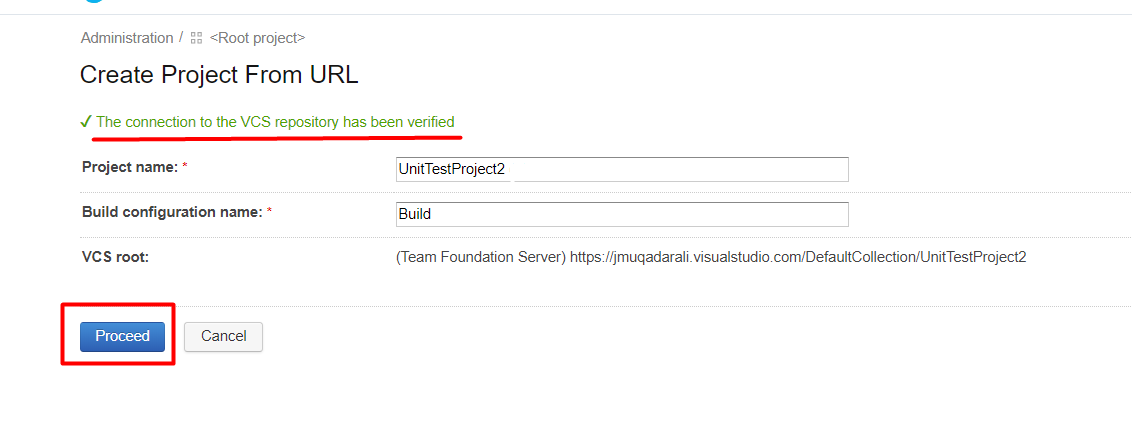 Administration / <Root project>
Create Project From URL
The connection to the VCS repository has been verified
Project name: * UnitTestProject2
Build configuration name: * Build
VCS root: (Team Foundation Server) https://jmuqadarali.visualstudio.com/DefaultCollection/UnitTestProject2
Proceed Cancel